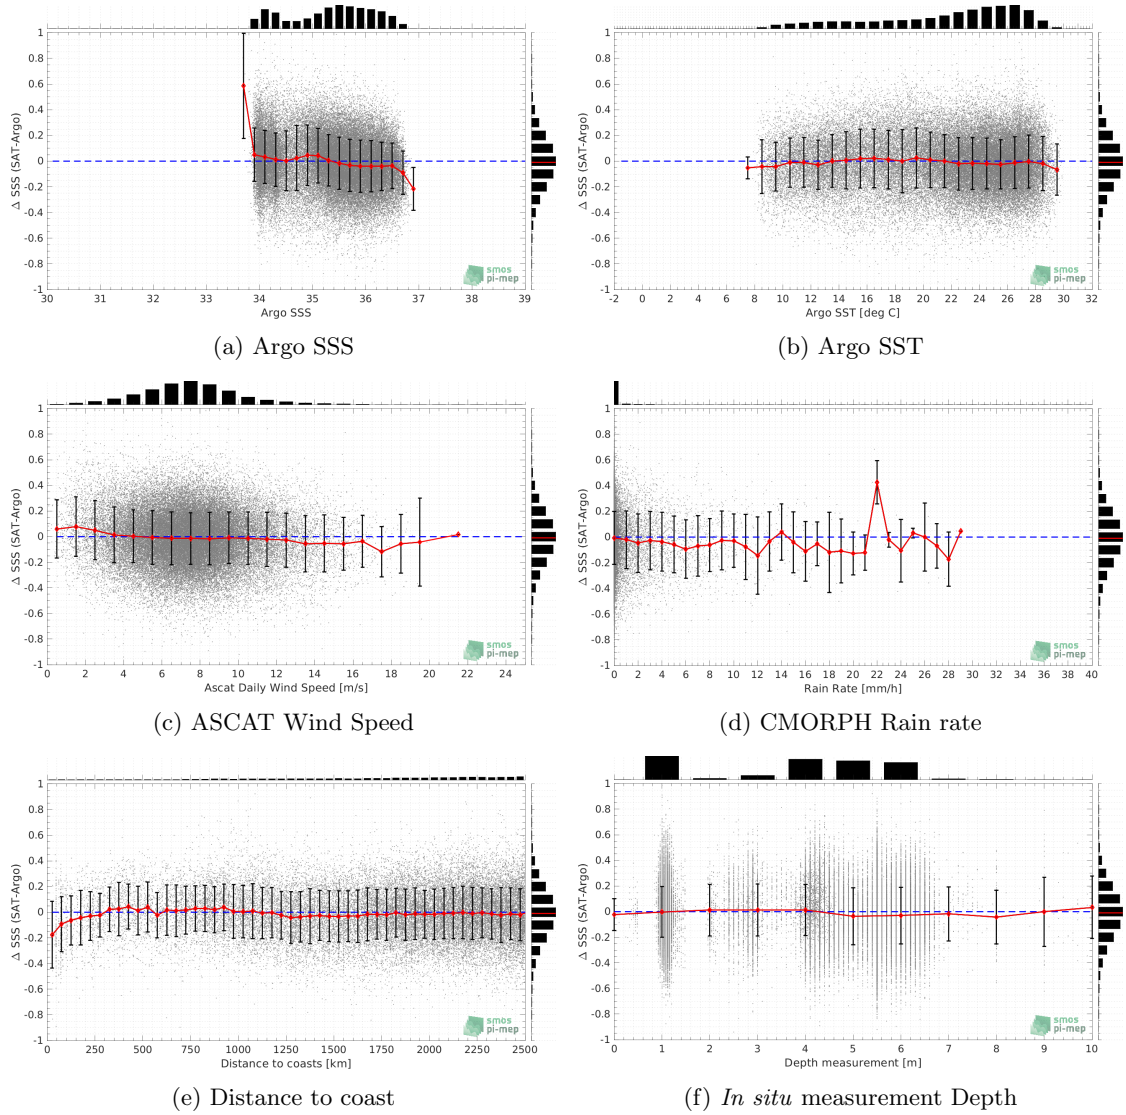 1
0.8
0.6
0.4
0.2
0
-0.2
-0.4
-0.6
-0.8
-1
Δ SSS (SAT-Argo)
30 31 32 33 34 35 36 37 38 39
Argo SSS
smos
pi-mep
(a) Argo SSS
1
0.8
0.6
0.4
0.2
0
-0.2
-0.4
-0.6
-0.8
-1
Δ SSS (SAT-Argo)
-2 0 2 4 6 8 10 12 14 16 18 20 22 24 26 28 30 32
Argo SST [deg C]
smos
pi-mep
(b) Argo SST
1
0.8
0.6
0.4
0.2
0
-0.2
-0.4
-0.6
-0.8
-1
Δ SSS (SAT-Argo)
0 2 4 6 8 10 12 14 16 18 20 22 24
Ascat Daily Wind Speed [m/s]
smos
pi-mep
(c) ASCAT Wind Speed
1
0.8
0.6
0.4
0.2
0
-0.2
-0.4
-0.6
-0.8
-1
Δ SSS (SAT-Argo)
0 2 4 6 8 10 12 14 16 18 20 22 24 26 28 30 32 34 36 38 40
Rain Rate [mm/h]
smos
pi-mep
(d) CMORPH Rain rate
1
0.8
0.6
0.4
0.2
0
-0.2
-0.4
-0.6
-0.8
-1
Δ SSS (SAT-Argo)
0 250 500 750 1000 1250 1500 1750 2000 2250 2500
Distance to coasts [km]
smos
pi-mep
(e) Distance to coast
1
0.8
0.6
0.4
0.2
0
-0.2
-0.4
-0.6
-0.8
-1
Δ SSS (SAT-Argo)
0 1 2 3 4 5 6 7 8 9 10
Depth measurement [m]
smos
pi-mep
(f) In situ measurement Depth